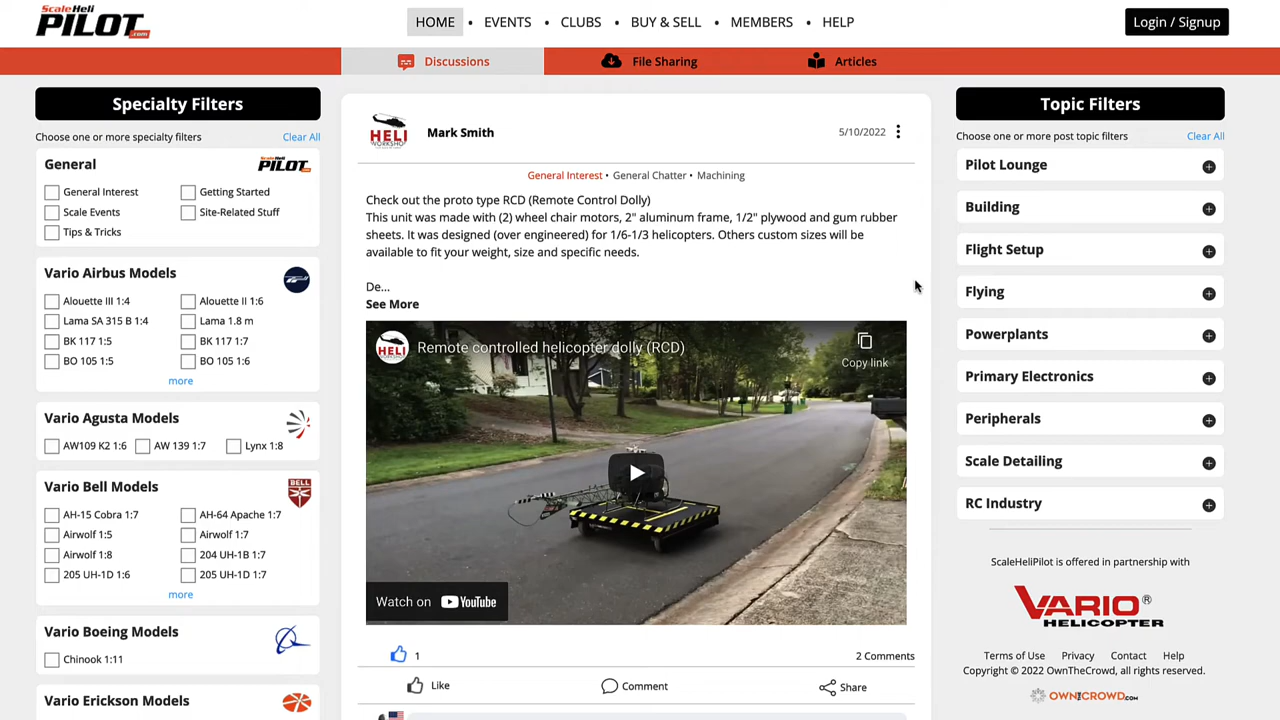 ScaleHeli
PILOT.com
HOME • EVENTS • CLUBS • BUY & SELL • MEMBERS • HELP
Login / Signup
Discussions
File Sharing
Articles
Specialty Filters
Choose one or more specialty filters
Clear All
General
ScaleHeli
PILOT.com
General Interest
Getting Started
Scale Events
Site-Related Stuff
Tips & Tricks
Vario Airbus Models
Alouette III 1:4
Alouette II 1:6
Lama SA 315 B 1:4
Lama 1.8 m
BK 117 1:5
BK 117 1:7
BO 105 1:5
BO 105 1:6
more
Vario Agusta Models
AW109 K2 1:6
AW 139 1:7
Lynx 1:8
Vario Bell Models
BELL
AH-15 Cobra 1:7
AH-64 Apache 1:7
Airwolf 1:5
Airwolf 1:7
Airwolf 1:8
204 UH-1B 1:7
205 UH-1D 1:6
205 UH-1D 1:7
more
Vario Boeing Models
Chinook 1:11
Vario Erickson Models
HELI
WORKSHOP
Mark Smith
5/10/2022
General Interest • General Chatter • Machining
Check out the proto type RCD (Remote Control Dolly)
This unit was made with (2) wheel chair motors, 2" aluminum frame, 1/2" plywood and gum rubber
sheets. It was designed (over engineered) for 1/6-1/3 helicopters. Others custom sizes will be
available to fit your weight, size and specific needs.
De...
See More
HELI
Remote controlled helicopter dolly (RCD)
Copy link
Watch on YouTube
1
2 Comments
Like
Comment
Share
Topic Filters
Choose one or more post topic filters
Clear All
Pilot Lounge
Building
Flight Setup
Flying
Powerplants
Primary Electronics
Peripherals
Scale Detailing
RC Industry
ScaleHeliPilot is offered in partnership with
VARIO®
HELICOPTER
Terms of Use
Privacy
Contact
Help
Copyright © 2022 OwnTheCrowd, all rights reserved.
OWNTHECROWD.COM